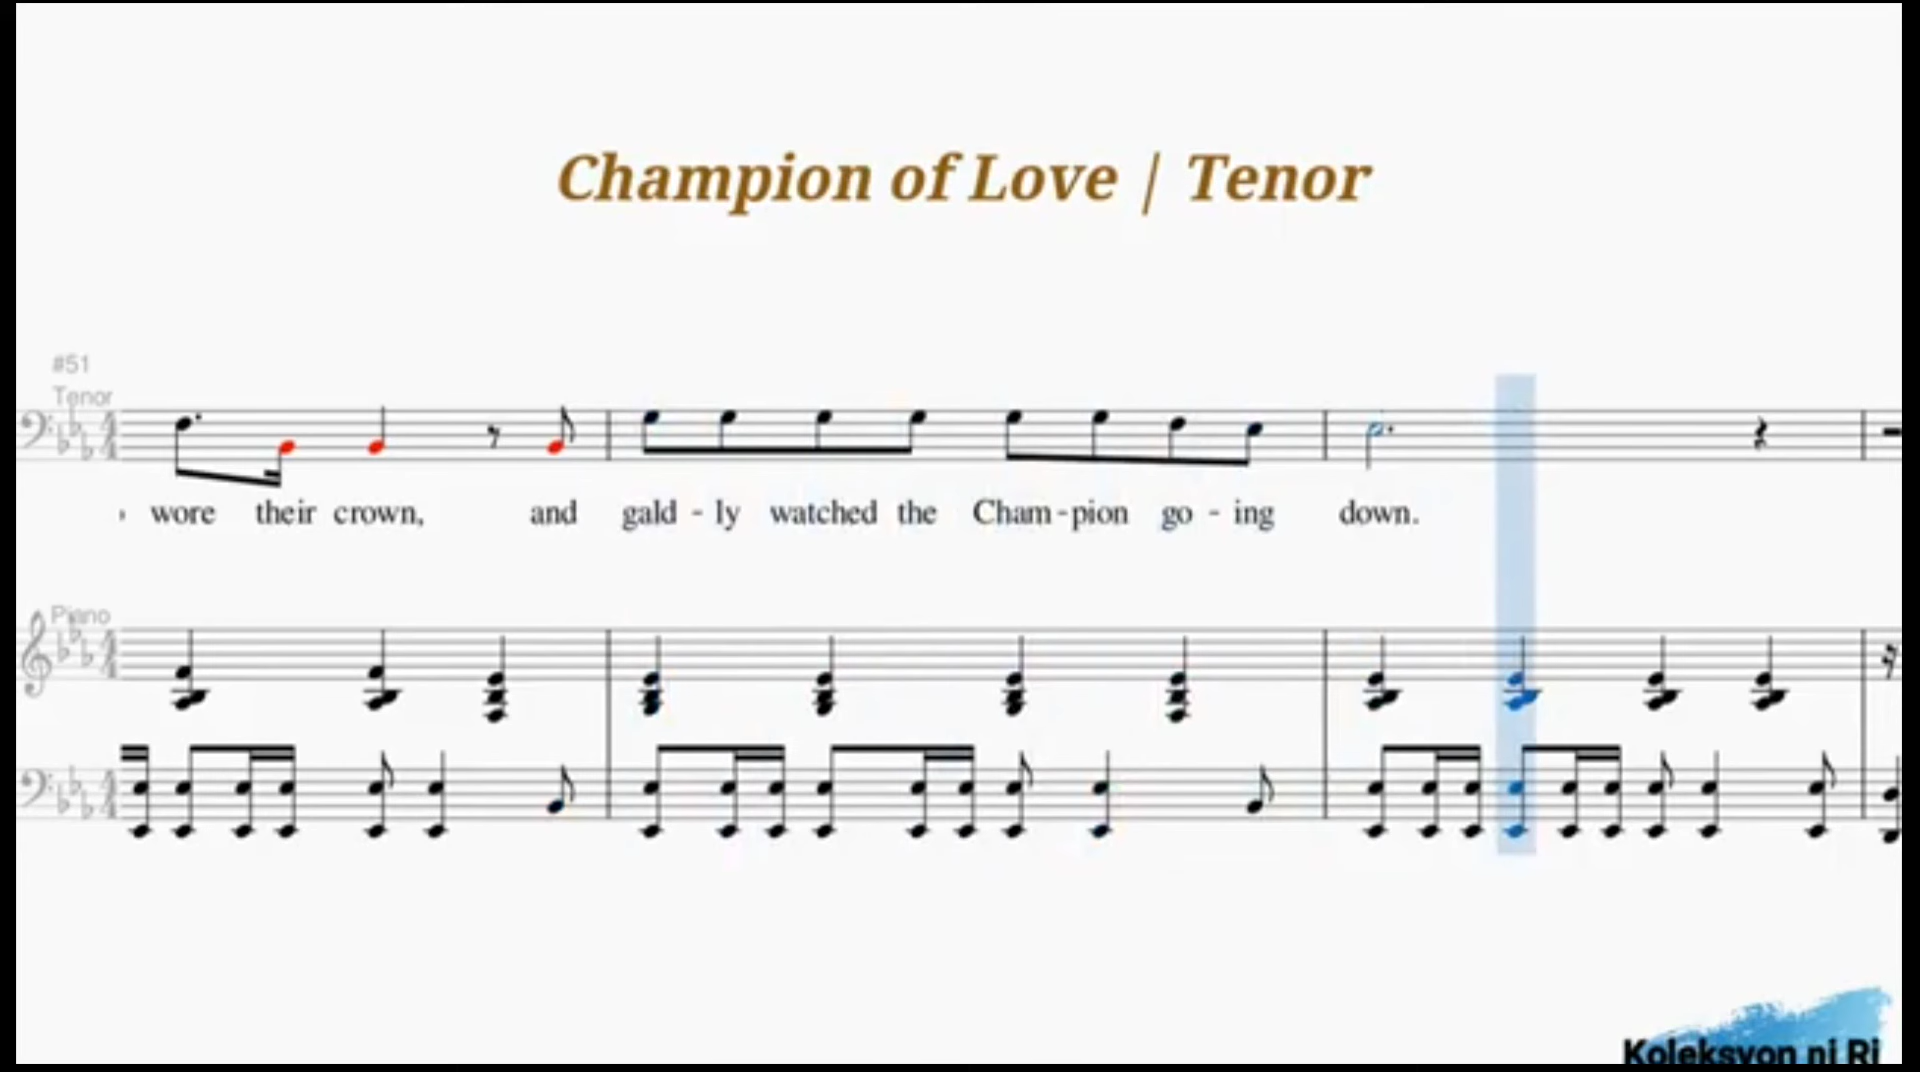 Champion of Love | Tenor
#51
Tenor
wore their crown, and gald - ly watched the Cham - pion go - ing down.
Piano
Koleksyon ni Ri